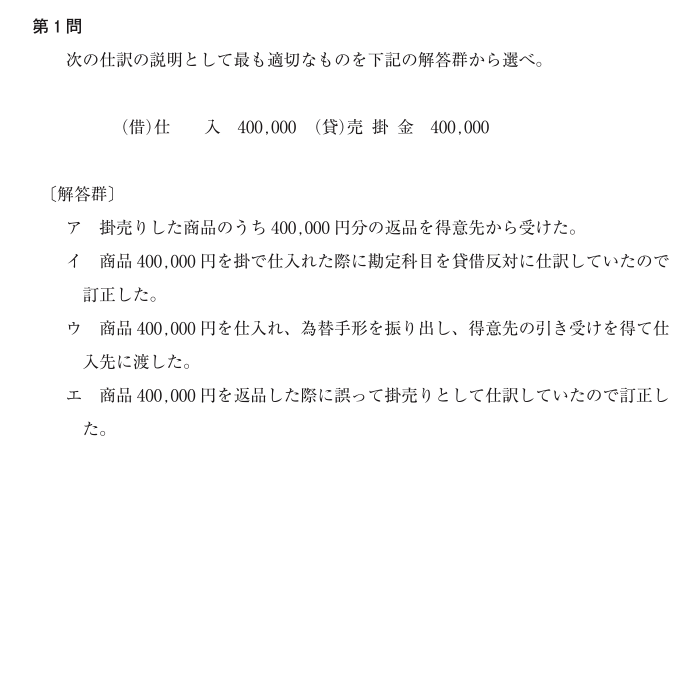 第1問
次の仕訳の説明として最も適切なものを下記の解答群から選べ。
(借)仕　　入　400,000　(貸)売 掛 金　400,000
〔解答群〕
ア　掛売りした商品のうち 400,000 円分の返品を得意先から受けた。
イ　商品 400,000 円を掛で仕入れた際に勘定科目を貸借反対に仕訳していたので
訂正した。
ウ　商品 400,000 円を仕入れ、為替手形を振り出し、得意先の引き受けを得て仕
入先に渡した。
エ　商品 400,000 円を返品した際に誤って掛売りとして仕訳していたので訂正し
た。